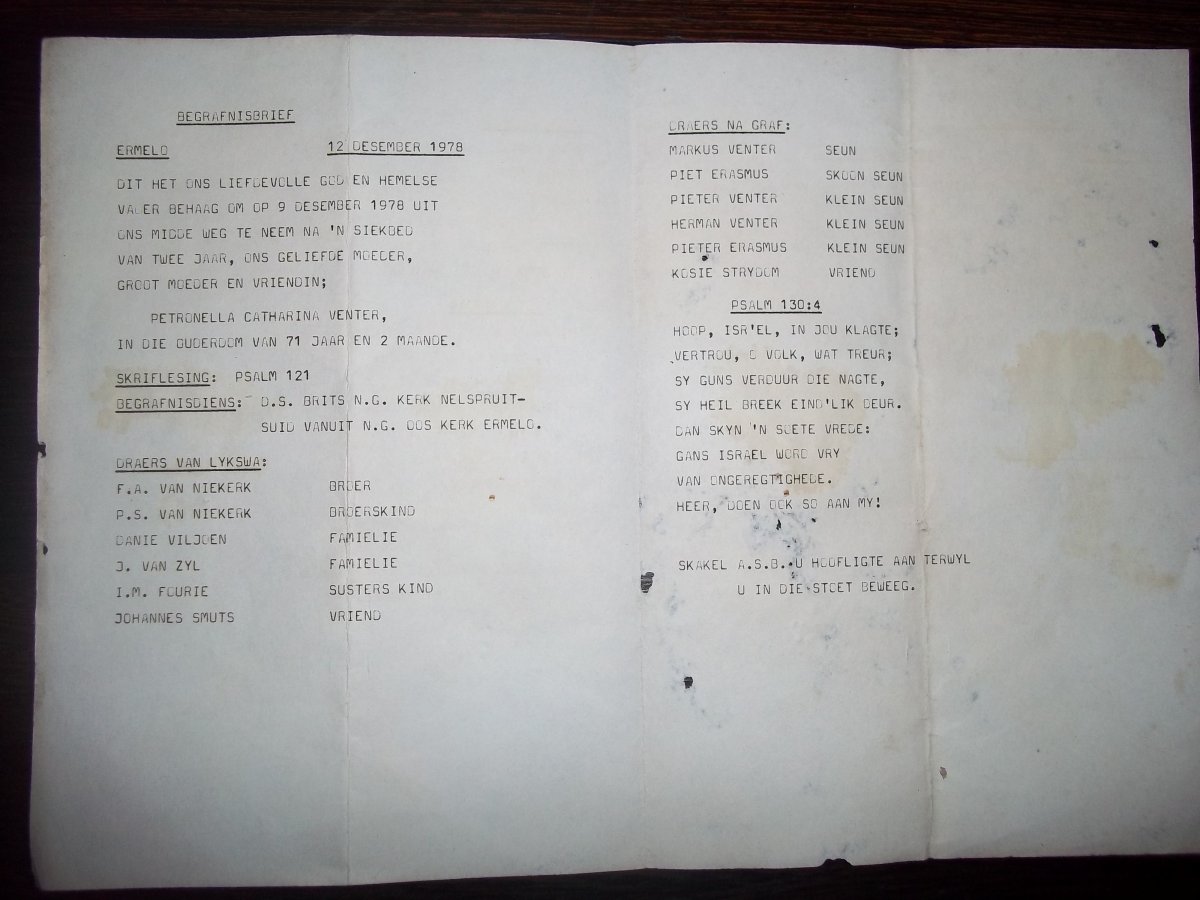 BEGRAFNISBRIEF
ERMELO 12 DESEMBER 1978
DIT HET ONS LIEFDEVOLLE GOD EN HEMELSE
VADER BEHAAG OM OP 9 DESEMBER 1978 UIT
ONS MIDDE WEG TE NEEM NA 'N SIEKBED
VAN TWEE JAAR, ONS GELIEFDE MOEDER,
GROOT MOEDER EN VRIENDIN;
PETRONELLA CATHARINA VENTER,
IN DIE OUDERDOM VAN 71 JAAR EN 2 MAANDE.
SKRIFLESING: PSALM 121
BEGRAFNISDIENS: D.S. BRITS N.G. KERK NELSPRUIT-
SUID VANUIT N.G. OOS KERK ERMELO.
DRAERS VAN LYKSWA:
F.A. VAN NIEKERK BROER
P.S. VAN NIEKERK BROERSKIND
DANIE VILJOEN FAMIELIE
J. VAN ZYL FAMIELIE
I.M. FOURIE SUSTERS KIND
JOHANNES SMUTS VRIEND
DRAERS NA GRAF:
MARKUS VENTER SEUN
PIET ERASMUS SKOON SEUN
PIETER VENTER KLEIN SEUN
HERMAN VENTER KLEIN SEUN
PIETER ERASMUS KLEIN SEUN
KOSIE STRYDOM VRIEND
PSALM 130:4
HOOP, ISR'EL, IN JOU KLAGTE;
VERTROU, O VOLK, WAT TREUR;
SY GUNS VERDUUR DIE NAGTE,
SY HEIL BREEK EIND'LIK DEUR.
DAN SKYN 'N SOETE VREDE:
GANS ISRAEL WORD VRY
VAN ONGEREGTIGHEDE.
HEER, DOEN OOK SO AAN MY!
SKAKEL A.S.B. U HOOFLIGTE AAN TERWYL
U IN DIE STOET BEWEEG.